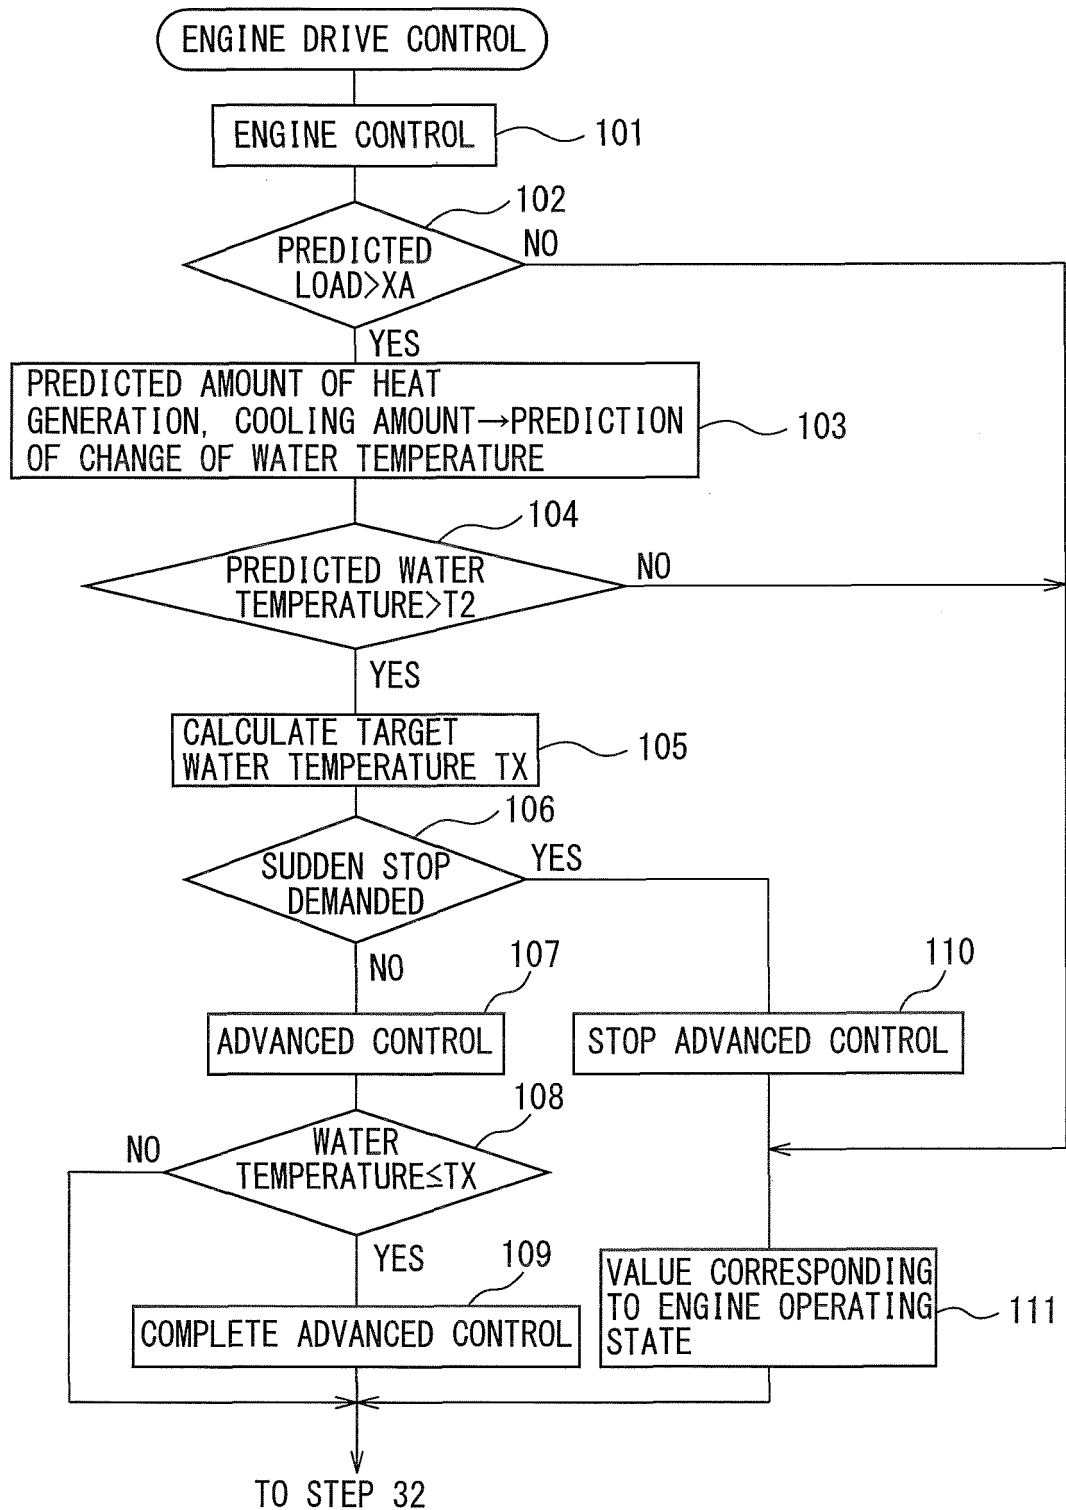 ENGINE DRIVE CONTROL
ENGINE CONTROL
101
102
PREDICTED
LOAD>XA
NO
YES
PREDICTED AMOUNT OF HEAT
GENERATION, COOLING AMOUNT→PREDICTION
OF CHANGE OF WATER TEMPERATURE
103
104
PREDICTED WATER
TEMPERATURE>T2
NO
YES
CALCULATE TARGET
WATER TEMPERATURE TX
105
106
SUDDEN STOP
DEMANDED
YES
NO
107
110
ADVANCED CONTROL
STOP ADVANCED CONTROL
108
NO
WATER
TEMPERATURE≤TX
YES
109
COMPLETE ADVANCED CONTROL
VALUE CORRESPONDING
TO ENGINE OPERATING
STATE
111
TO STEP 32